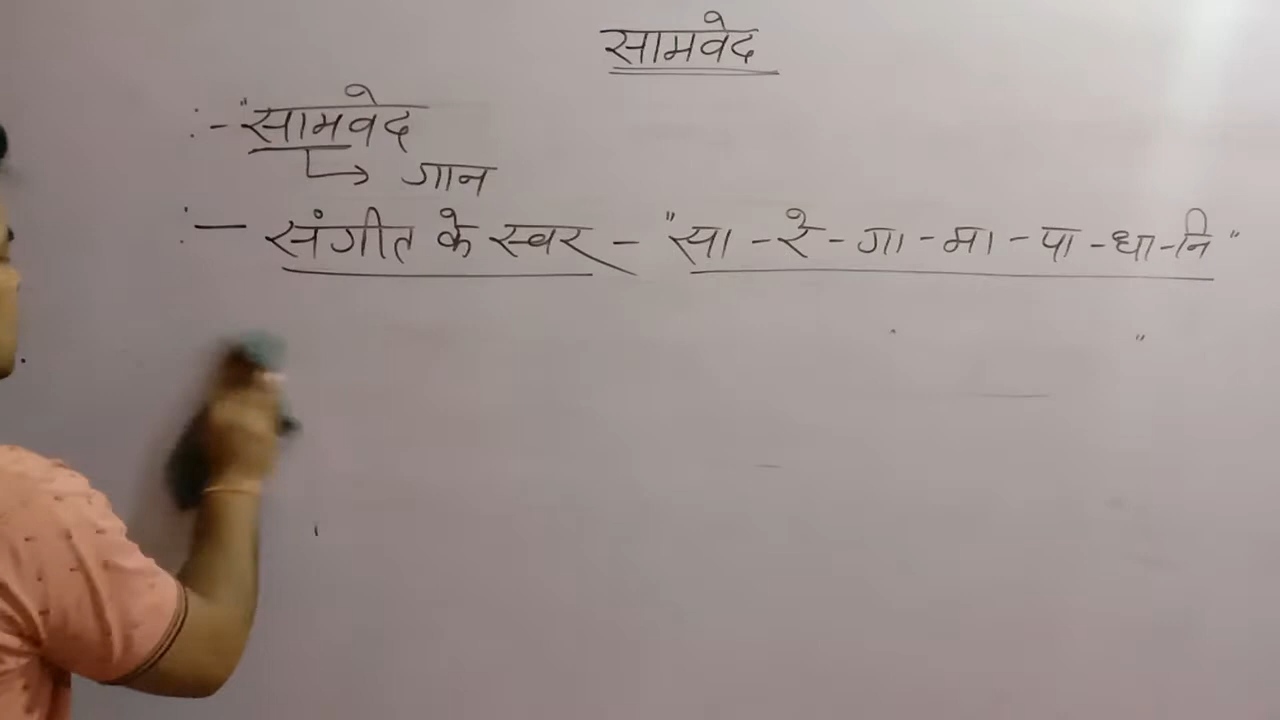 सामवेद
:- "सामवेद
↳ गान
:- संगीत के स्वर - "सा - रे - गा - मा - पा - धा - नि"